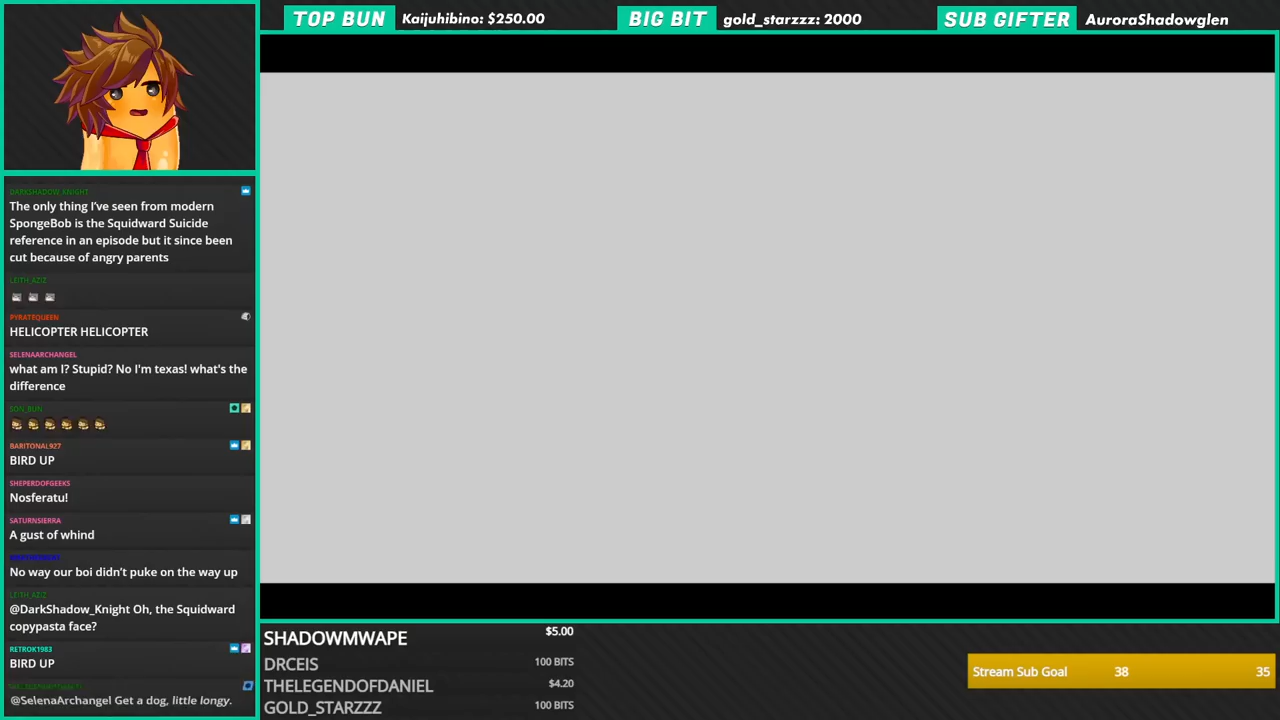 TOP BUN Kaijuhibino: $250.00 BIG BIT gold_starzzz: 2000 SUB GIFTER AuroraShadowglen
DARKSHADOW_KNIGHT
The only thing I've seen from modern
SpongeBob is the Squidward Suicide
reference in an episode but it since been
cut because of angry parents
LEITH_AZIZ
PYRATEQUEEN
HELICOPTER HELICOPTER
SELENAARCHANGEL
what am I? Stupid? No I'm texas! what's the
difference
SON_BUN
BARITONAL927
BIRD UP
SHEPERDOFGEEKS
Nosferatu!
SATURNSIERRA
A gust of whind
No way our boi didn't puke on the way up
LEITH_AZIZ
@DarkShadow_Knight Oh, the Squidward
copypasta face?
RETROK1983
BIRD UP
@SelenaArchangel Get a dog, little longy.
SHADOWMWAPE $5.00
DRCEIS 100 BITS
THELEGENDOFDANIEL $4.20
GOLD_STARZZZ 100 BITS
Stream Sub Goal 38 35